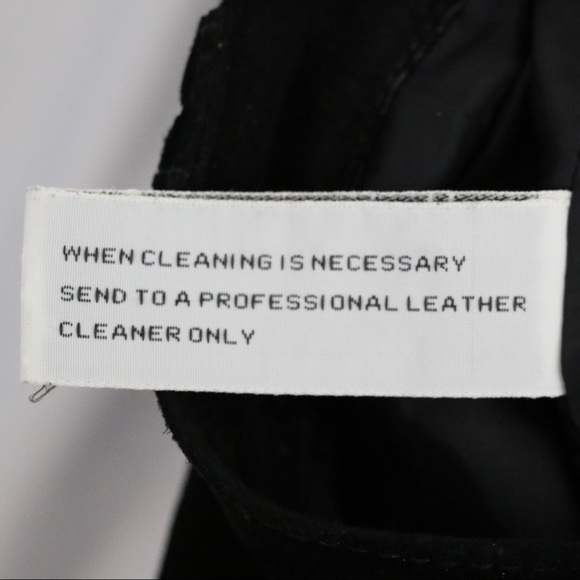 WHEN CLEANING IS NECESSARY
SEND TO A PROFESSIONAL LEATHER
CLEANER ONLY